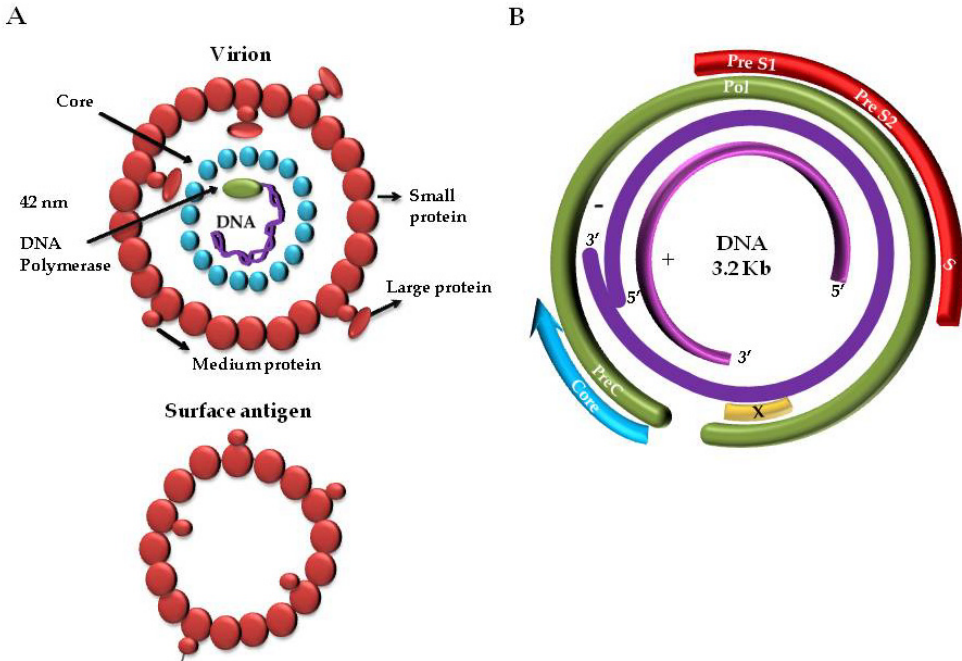 A
Virion
Core
42 nm
DNA
Polymerase
DNA
Small
protein
Large protein
Medium protein
Surface antigen
B
Pre S1
Pol
Pre S2
S
-
3'
5'
+
DNA
3.2 Kb
5'
3'
PreC
Core
X